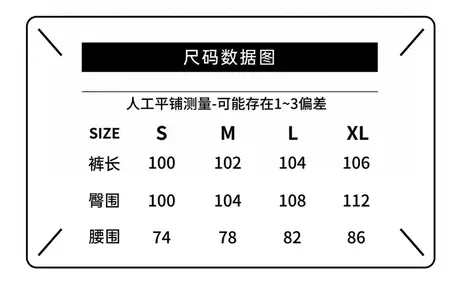 尺码数据图
人工平铺测量-可能存在1~3偏差
SIZE S M L XL
裤长 100 102 104 106
臀围 100 104 108 112
腰围 74 78 82 86